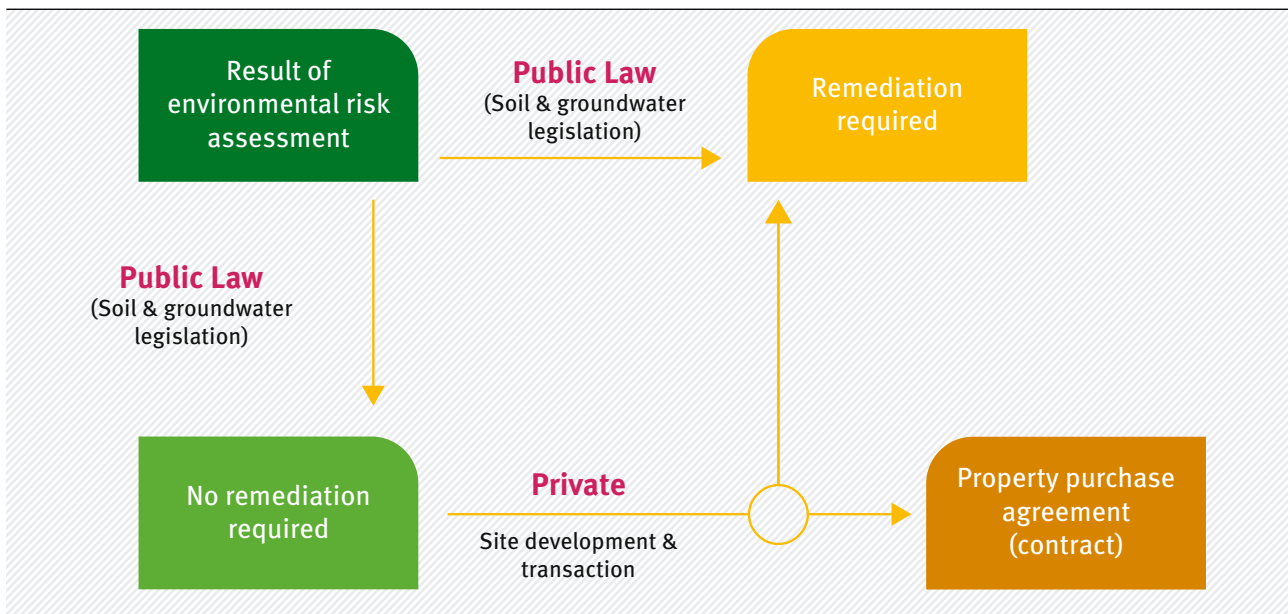 Result of
environmental risk
assessment
Public Law
(Soil & groundwater
legislation)
Remediation
required
Public Law
(Soil & groundwater
legislation)
No remediation
required
Private
Site development &
transaction
Property purchase
agreement
(contract)